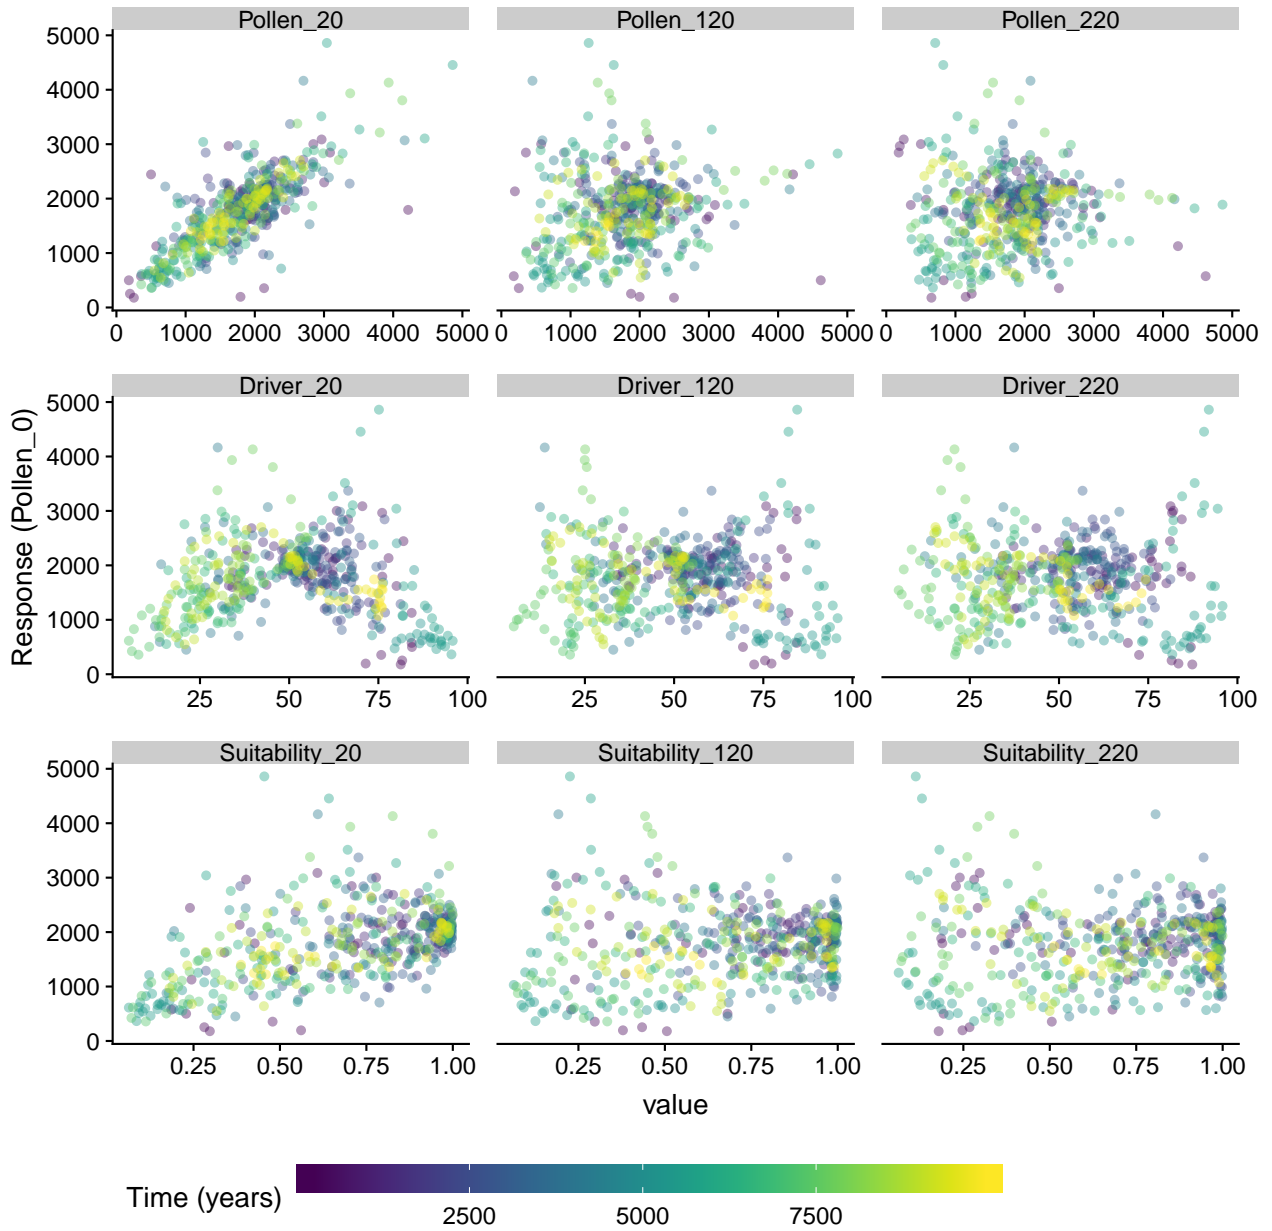 Pollen_20 Pollen_120 Pollen_220
5000
4000
3000
2000
1000
0
0 1000 2000 3000 4000 5000 0 1000 2000 3000 4000 5000 0 1000 2000 3000 4000 5000
Driver_20 Driver_120 Driver_220
5000
4000
3000
2000
1000
0
25 50 75 100 25 50 75 100 25 50 75 100
Response (Pollen_0)
Suitability_20 Suitability_120 Suitability_220
5000
4000
3000
2000
1000
0
0.25 0.50 0.75 1.00 0.25 0.50 0.75 1.00 0.25 0.50 0.75 1.00
value
Time (years)
2500 5000 7500